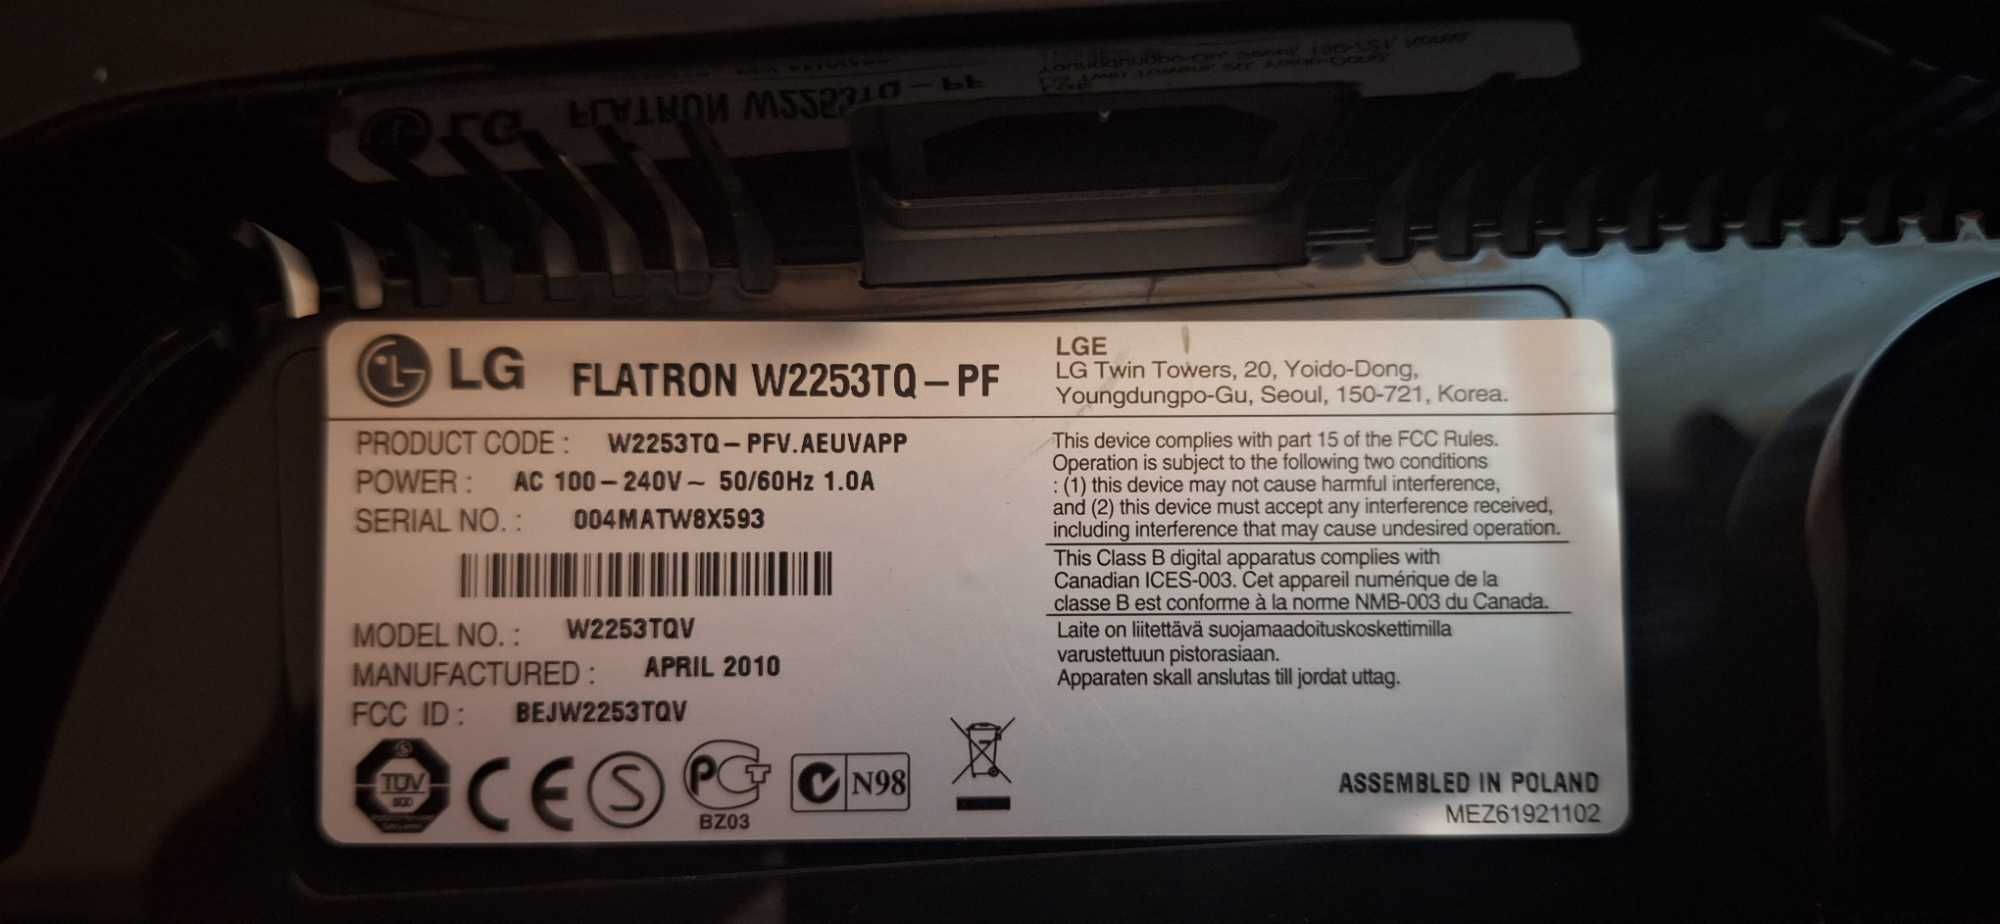 LG FLATRON W2253TQ-PF
LGE
LG Twin Towers, 20, Yoido-Dong,
Youngdungpo-Gu, Seoul, 150-721, Korea.
PRODUCT CODE : W2253TQ-PFV.AEUVAPP
POWER : AC 100-240V~ 50/60Hz 1.0A
SERIAL NO. : 004MATW8X593
MODEL NO. : W2253TQV
MANUFACTURED : APRIL 2010
FCC ID : BEJW2253TQV
TÜV
SÜD
CE
S
PCT
BZ03
N98
This device complies with part 15 of the FCC Rules.
Operation is subject to the following two conditions
: (1) this device may not cause harmful interference,
and (2) this device must accept any interference received,
including interference that may cause undesired operation.
This Class B digital apparatus complies with
Canadian ICES-003. Cet appareil numérique de la
classe B est conforme à la norme NMB-003 du Canada.
Laite on liitettävä suojamaadoituskoskettimilla
varustettuun pistorasiaan.
Apparaten skall anslutas till jordat uttag.
ASSEMBLED IN POLAND
MEZ61921102